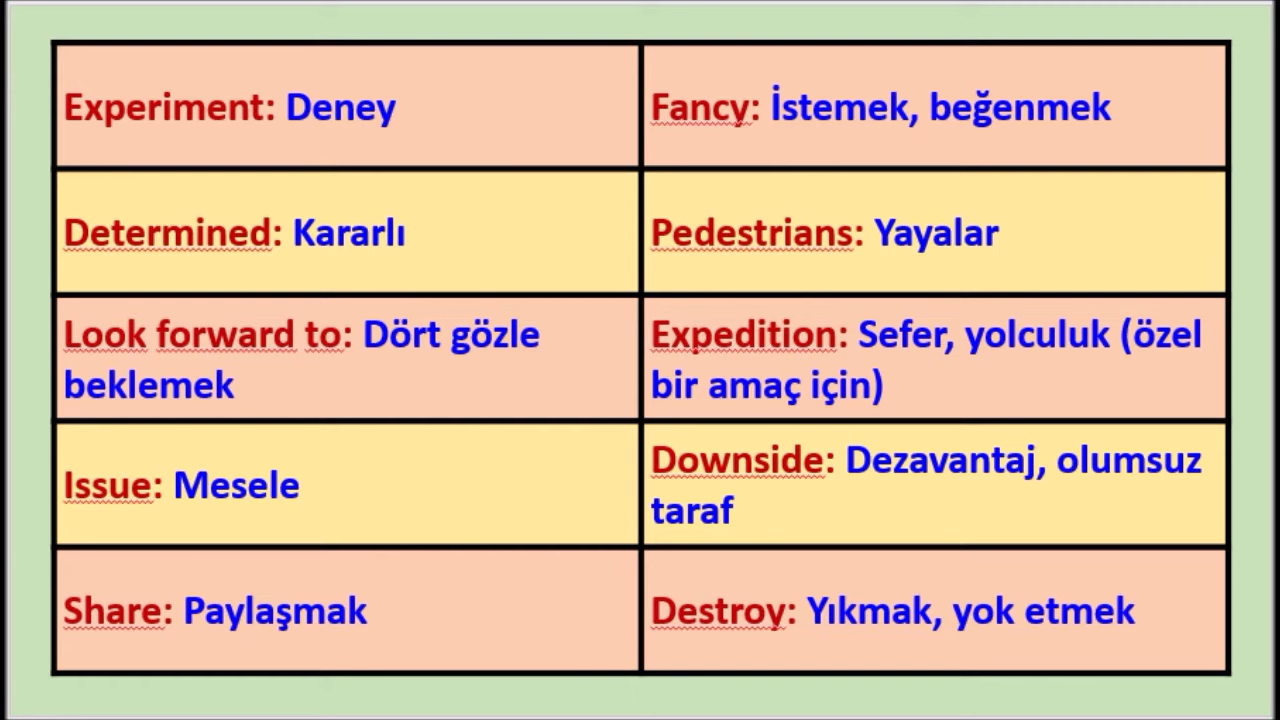 Experiment: Deney
Fancy: İstemek, beğenmek
Determined: Kararlı
Pedestrians: Yayalar
Look forward to: Dört gözle
beklemek
Expedition: Sefer, yolculuk (özel
bir amaç için)
Issue: Mesele
Downside: Dezavantaj, olumsuz
taraf
Share: Paylaşmak
Destroy: Yıkmak, yok etmek